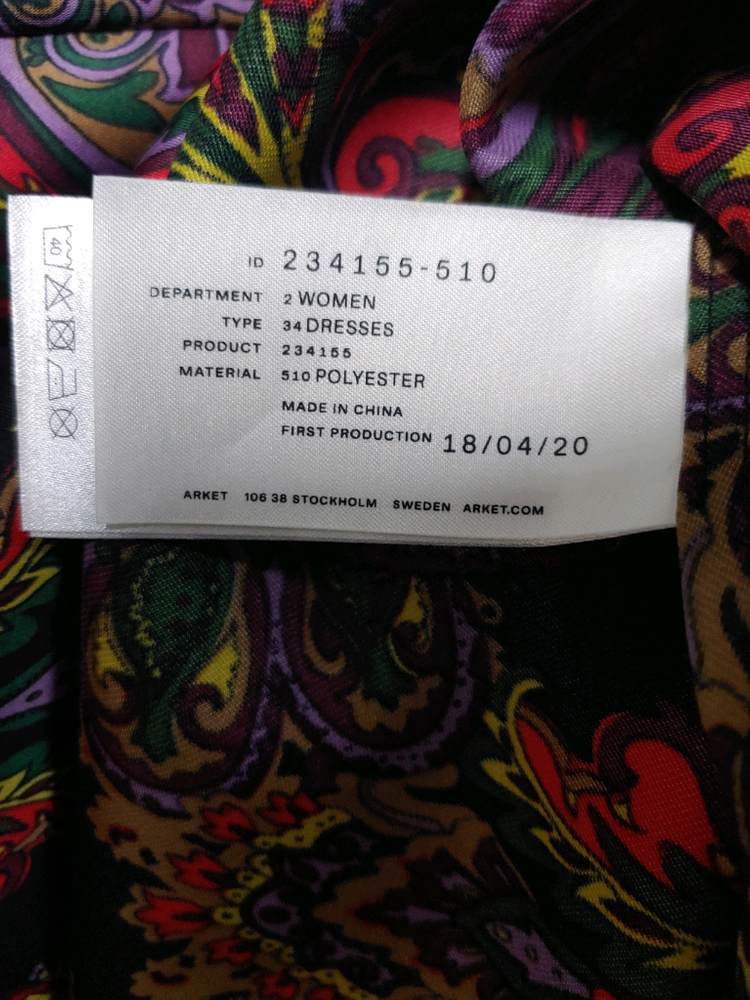 ID 234155-510
DEPARTMENT 2 WOMEN
TYPE 34 DRESSES
PRODUCT 234155
MATERIAL 510 POLYESTER
MADE IN CHINA
FIRST PRODUCTION 18/04/20
ARKET 106 38 STOCKHOLM SWEDEN ARKET.COM
40